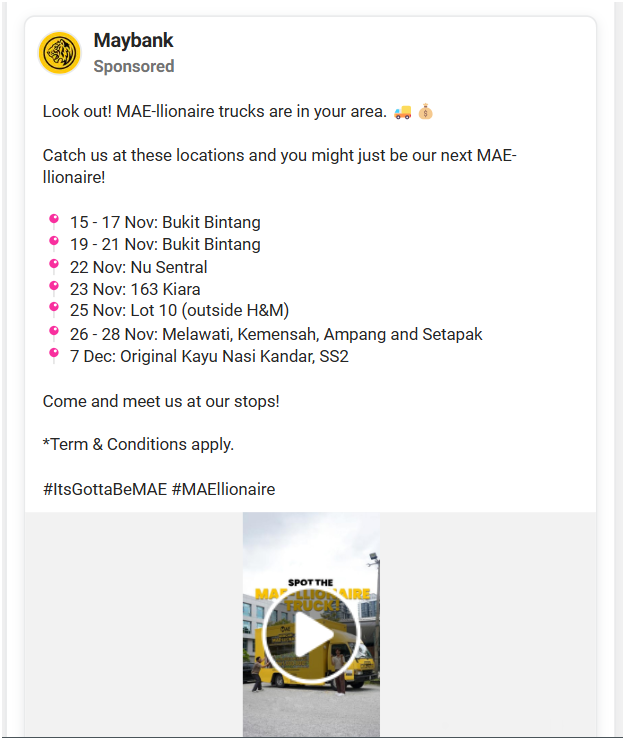 Maybank
Sponsored
Look out! MAE-llionaire trucks are in your area. 🚚 💰
Catch us at these locations and you might just be our next MAE-
llionaire!
📍 15 - 17 Nov: Bukit Bintang
📍 19 - 21 Nov: Bukit Bintang
📍 22 Nov: Nu Sentral
📍 23 Nov: 163 Kiara
📍 25 Nov: Lot 10 (outside H&M)
📍 26 - 28 Nov: Melawati, Kemensah, Ampang and Setapak
📍 7 Dec: Original Kayu Nasi Kandar, SS2
Come and meet us at our stops!
*Term & Conditions apply.
#ItsGottaBeMAE #MAEllionaire
SPOT THE
MAE-LLIONAIRE
TRUCK!